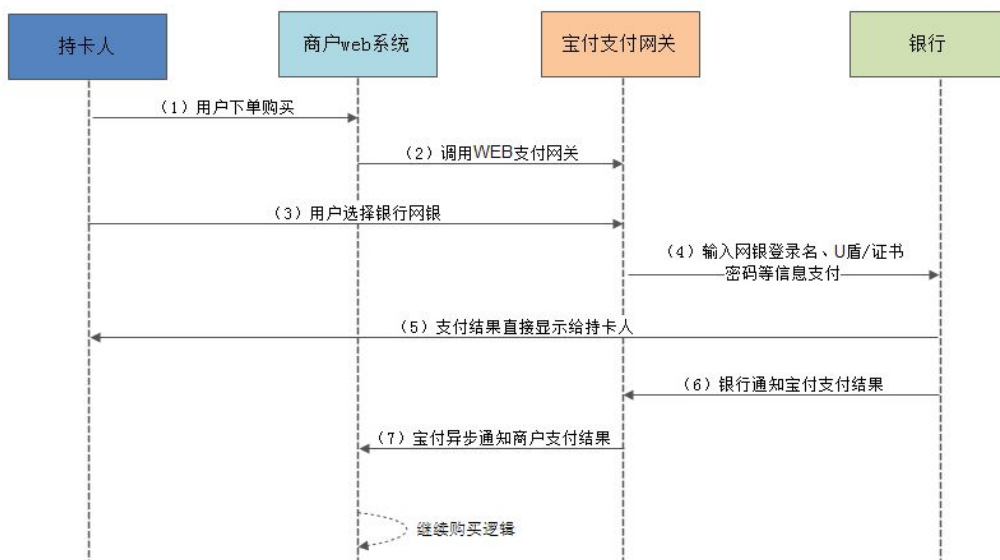 持卡人
商户web系统
宝付支付网关
银行
（1）用户下单购买
（2）调用WEB支付网关
（3）用户选择银行网银
（4）输入网银登录名、U盾/证书
密码等信息支付
（5）支付结果直接显示给持卡人
（6）银行通知宝付支付结果
（7）宝付异步通知商户支付结果
继续购买逻辑